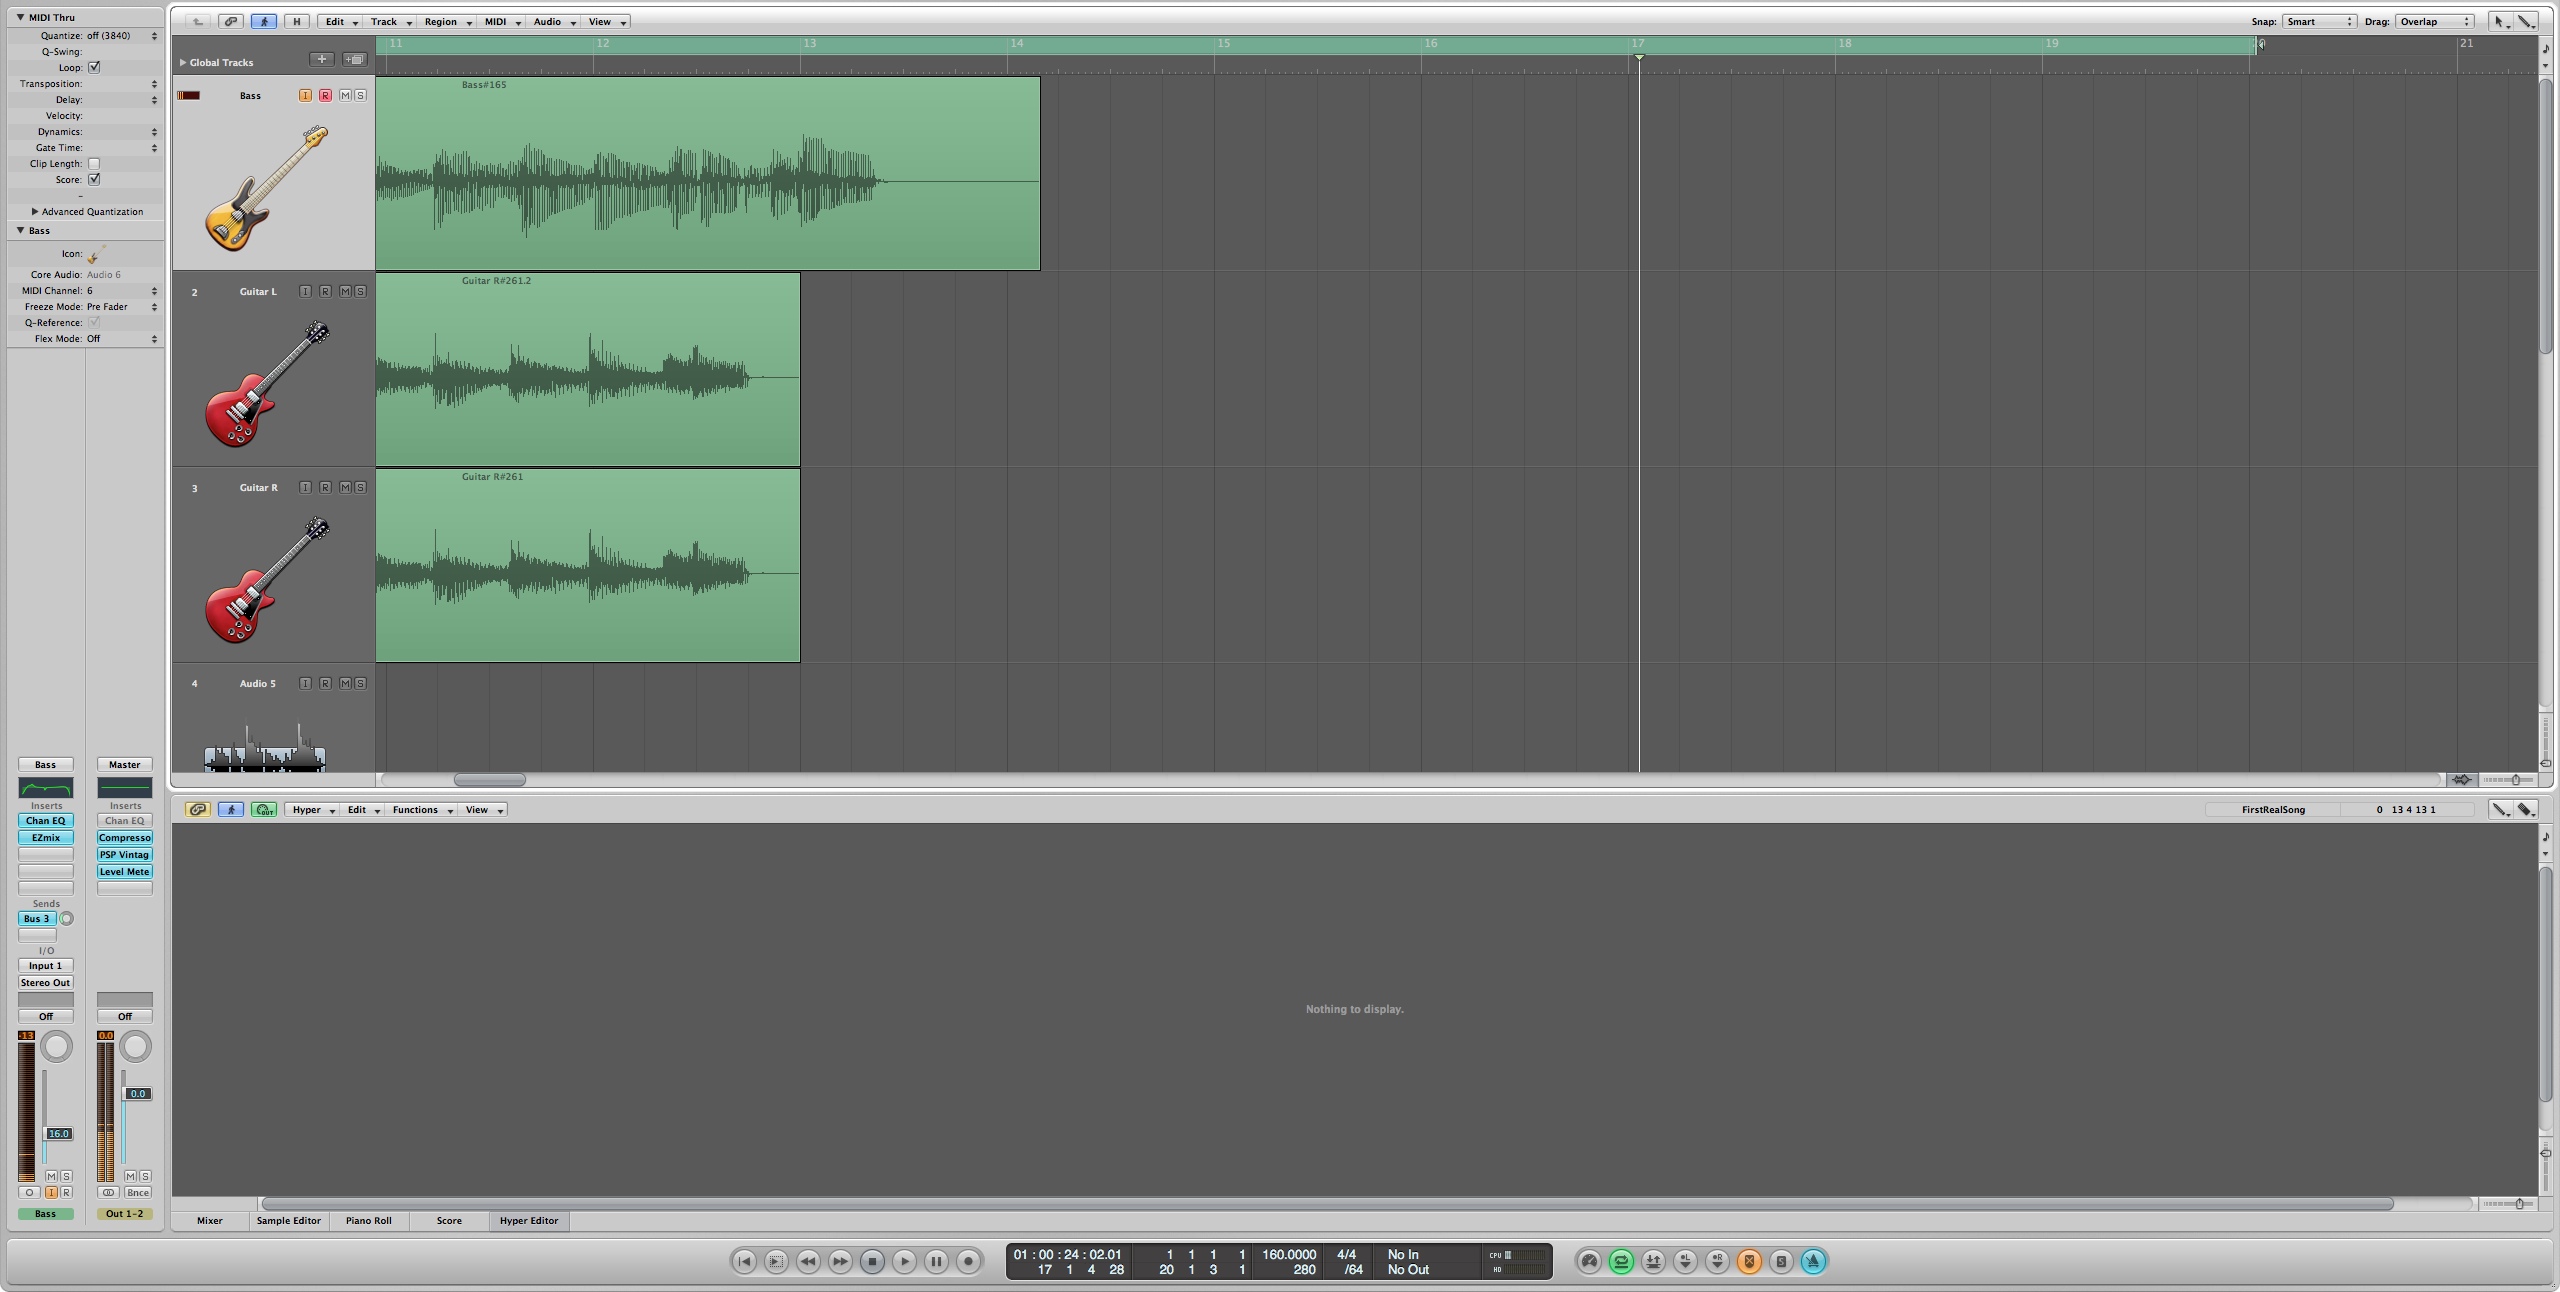 MIDI Thru
Quantize: off (3840)
Q-Swing:
Loop:
Transposition:
Delay:
Velocity:
Dynamics:
Gate Time:
Clip Length:
Score:
Advanced Quantization
Bass
Icon:
Core Audio: Audio 6
MIDI Channel: 6
Freeze Mode: Pre Fader
Q-Reference:
Flex Mode: Off
Bass Master
Inserts Inserts
Chan EQ Chan EQ
EZmix Compresso
PSP Vintag
Level Mete
Sends
Bus 3
I/O
Input 1
Stereo Out
Off Off
-13 0.0
0.0
16.0
M S M S
I R Bnce
Bass Out 1-2
H Edit Track Region MIDI Audio View Snap: Smart Drag: Overlap
11 12 13 14 15 16 17 18 19 21
Global Tracks
Bass I R M S
Bass#165
2 Guitar L I R M S
Guitar R#261.2
3 Guitar R I R M S
Guitar R#261
4 Audio 5 I R M S
OUT Hyper Edit Functions View FirstRealSong 0 13 4 13 1
Nothing to display.
Mixer Sample Editor Piano Roll Score Hyper Editor
01 : 00 : 24 : 02.01 1 1 1 1 160.0000 4/4 No In CPU
17 1 4 28 20 1 3 1 280 /64 No Out HD
L R S